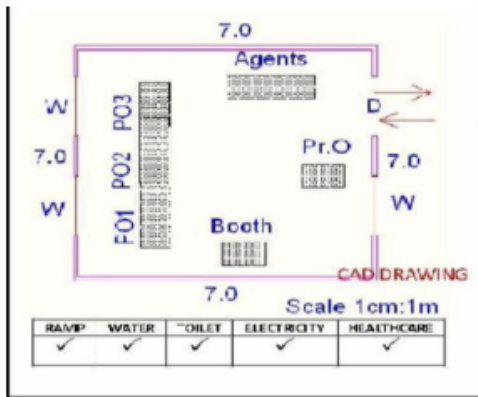 7.0
Agents
W
PO3
D
7.0
PO2
Pr.O
7.0
W
PO1
W
Booth
CAD DRAWING
7.0
Scale 1cm:1m
RAMP WATER TOILET ELECTRICITY HEALTHCARE
✓ ✓ ✓ ✓ ✓